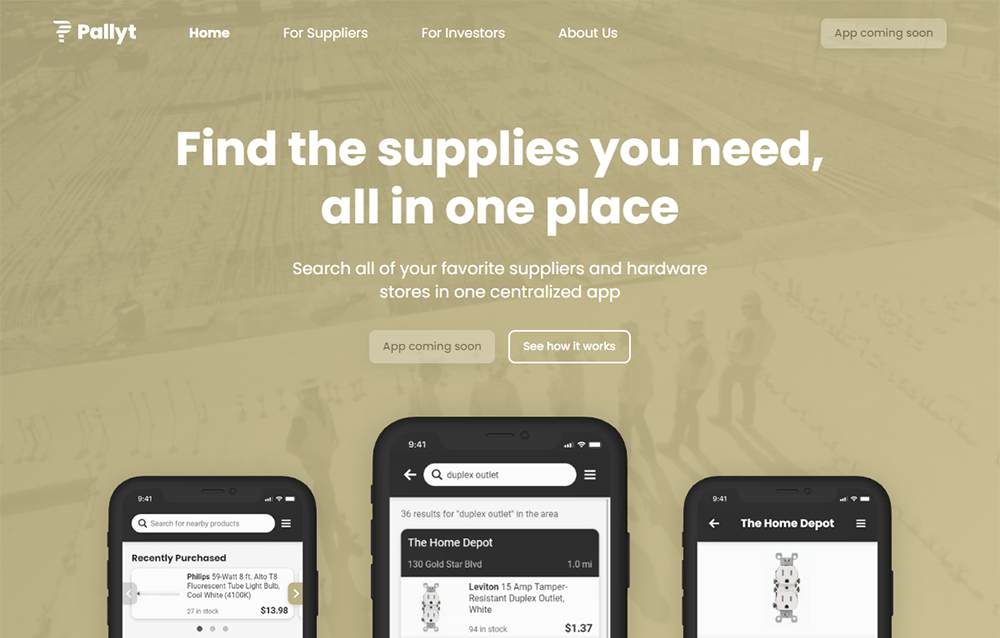 Pallyt
Home
For Suppliers
For Investors
About Us
App coming soon
Find the supplies you need,
all in one place
Search all of your favorite suppliers and hardware
stores in one centralized app
App coming soon
See how it works
9:41
Search for nearby products
Recently Purchased
Philips 59-Watt 8 ft. Alto T8
Fluorescent Tube Light Bulb,
Cool White (4100K)
27 in stock
$13.98
9:41
duplex outlet
36 results for "duplex outlet" in the area
The Home Depot
130 Gold Star Blvd
1.0 mi
Leviton 15 Amp Tamper-
Resistant Duplex Outlet,
White
94 in stock
$1.37
9:41
The Home Depot